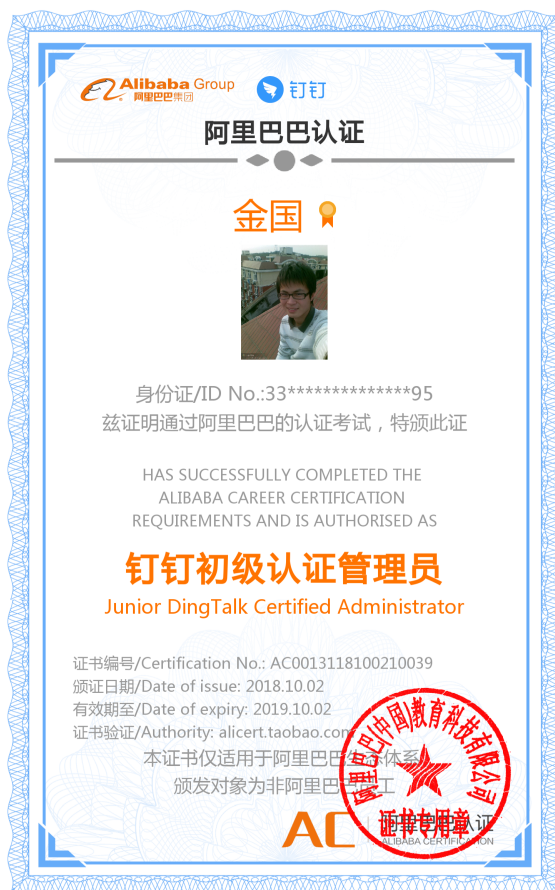 Alibaba Group
阿里巴巴集团
钉钉
阿里巴巴认证
金国
身份证/ID No.:33**************95
兹证明通过阿里巴巴的认证考试，特颁此证
HAS SUCCESSFULLY COMPLETED THE
ALIBABA CAREER CERTIFICATION
REQUIREMENTS AND IS AUTHORISED AS
钉钉初级认证管理员
Junior DingTalk Certified Administrator
证书编号/Certification No.: AC0013118100210039
颁证日期/Date of issue: 2018.10.02
有效期至/Date of expiry: 2019.10.02
证书验证/Authority: alicert.taobao.com
本证书仅适用于阿里巴巴生态体系
颁发对象为非阿里巴巴员工
阿里巴巴(中国)教育科技有限公司
证书专用章
AC
阿里巴巴认证
ALIBABA CERTIFICATION